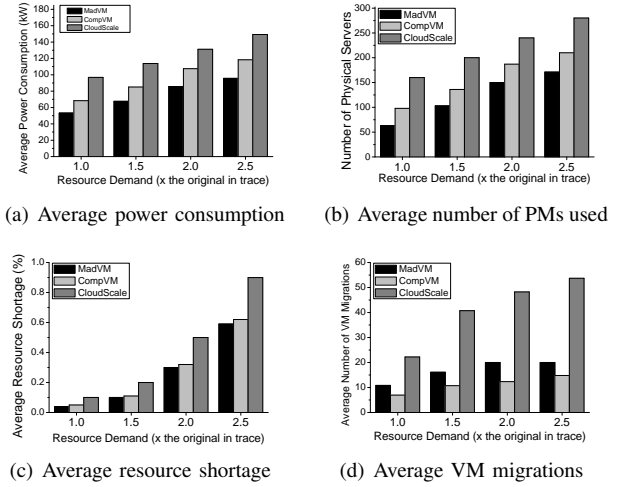 Average Power Consumption (kW)
180
160
140
120
100
80
60
40
20
0
MadVM
CompVM
CloudScale
1.0 1.5 2.0 2.5
Resource Demand (x the original in trace)
(a) Average power consumption
Number of Physical Servers
300
250
200
150
100
50
0
MadVM
CompVM
CloudScale
1.0 1.5 2.0 2.5
Resource Demand (x the original in trace)
(b) Average number of PMs used
Average Resource Shortage (%)
1.0
0.8
0.6
0.4
0.2
0.0
MadVM
CompVM
CloudScale
1.0 1.5 2.0 2.5
Resource Demand (x the original in trace)
(c) Average resource shortage
Average Number of VM Migrations
60
50
40
30
20
10
0
MadVM
CompVM
CloudScale
1.0 1.5 2.0 2.5
Resource Demand (x the original in trace)
(d) Average VM migrations